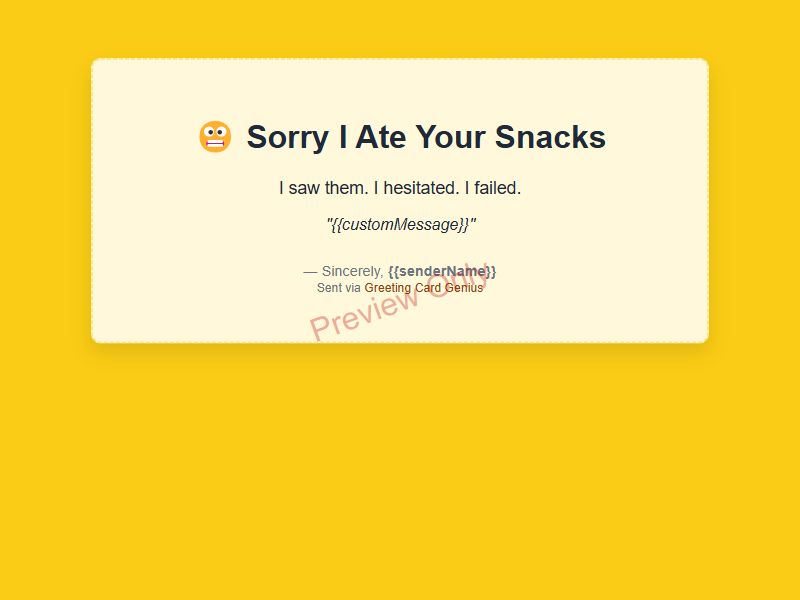 😬 Sorry I Ate Your Snacks
I saw them. I hesitated. I failed.
"{{customMessage}}"
— Sincerely, {{senderName}}
Sent via Greeting Card Genius
Preview Only